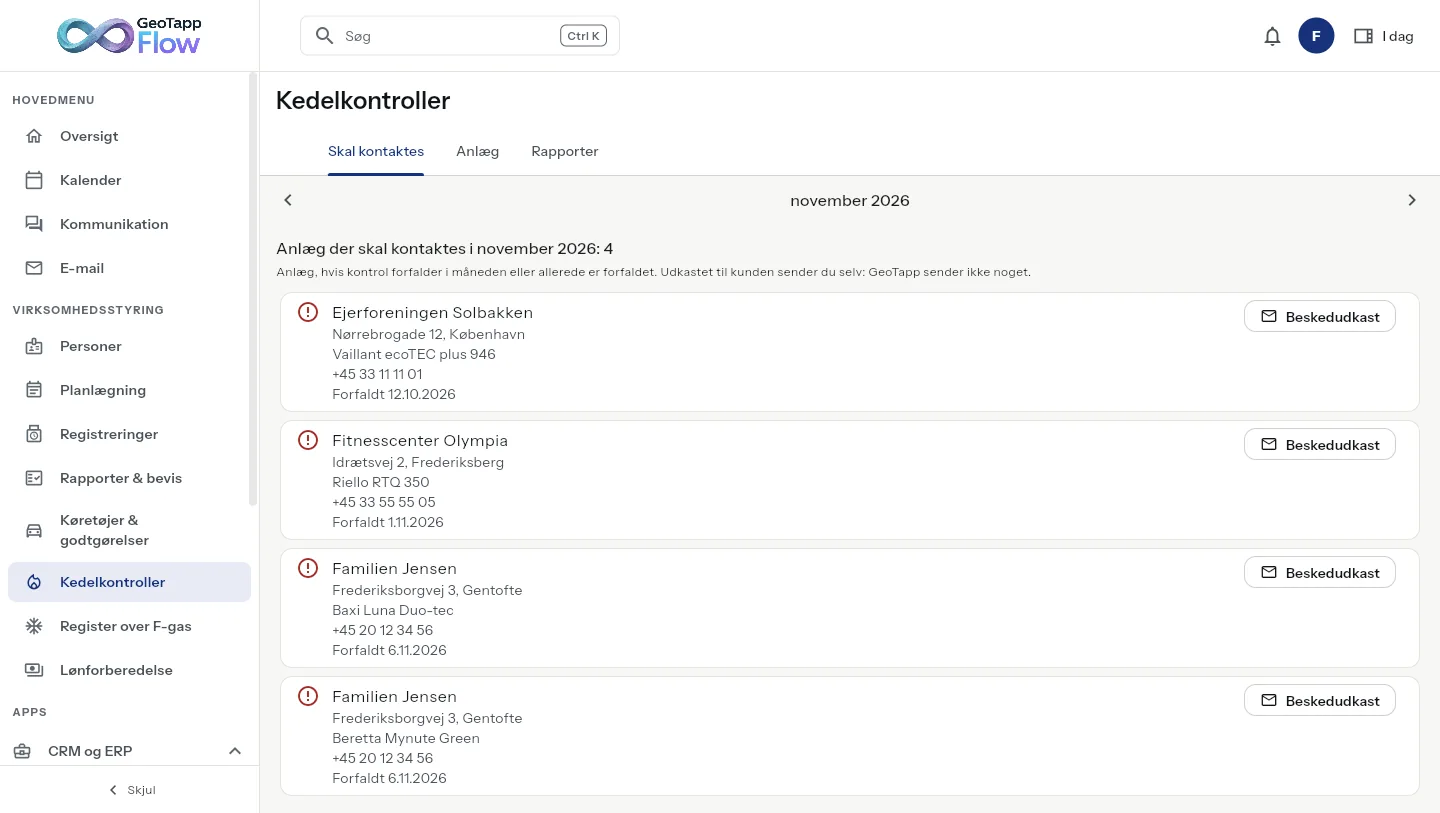 GeoTapp
Flow
Søg
Ctrl K
F
I dag
HOVEDMENU
Oversigt
Kalender
Kommunikation
E-mail
VIRKSOMHEDSSTYRING
Personer
Planlægning
Registreringer
Rapporter & bevis
Køretøjer &
godtgørelser
Kedelkontroller
Register over F-gas
Lønforberedelse
APPS
CRM og ERP
Skjul
Kedelkontroller
Skal kontaktes
Anlæg
Rapporter
november 2026
Anlæg der skal kontaktes i november 2026: 4
Anlæg, hvis kontrol forfalder i måneden eller allerede er forfaldet. Udkastet til kunden sender du selv: GeoTapp sender ikke noget.
Ejerforeningen Solbakken
Nørrebrogade 12, København
Vaillant ecoTEC plus 946
+45 33 11 11 01
Forfaldt 12.10.2026
Beskedudkast
Fitnesscenter Olympia
Idrætsvej 2, Frederiksberg
Riello RTQ 350
+45 33 55 55 05
Forfaldt 1.11.2026
Beskedudkast
Familien Jensen
Frederiksborgvej 3, Gentofte
Baxi Luna Duo-tec
+45 20 12 34 56
Forfaldt 6.11.2026
Beskedudkast
Familien Jensen
Frederiksborgvej 3, Gentofte
Beretta Mynute Green
+45 20 12 34 56
Forfaldt 6.11.2026
Beskedudkast